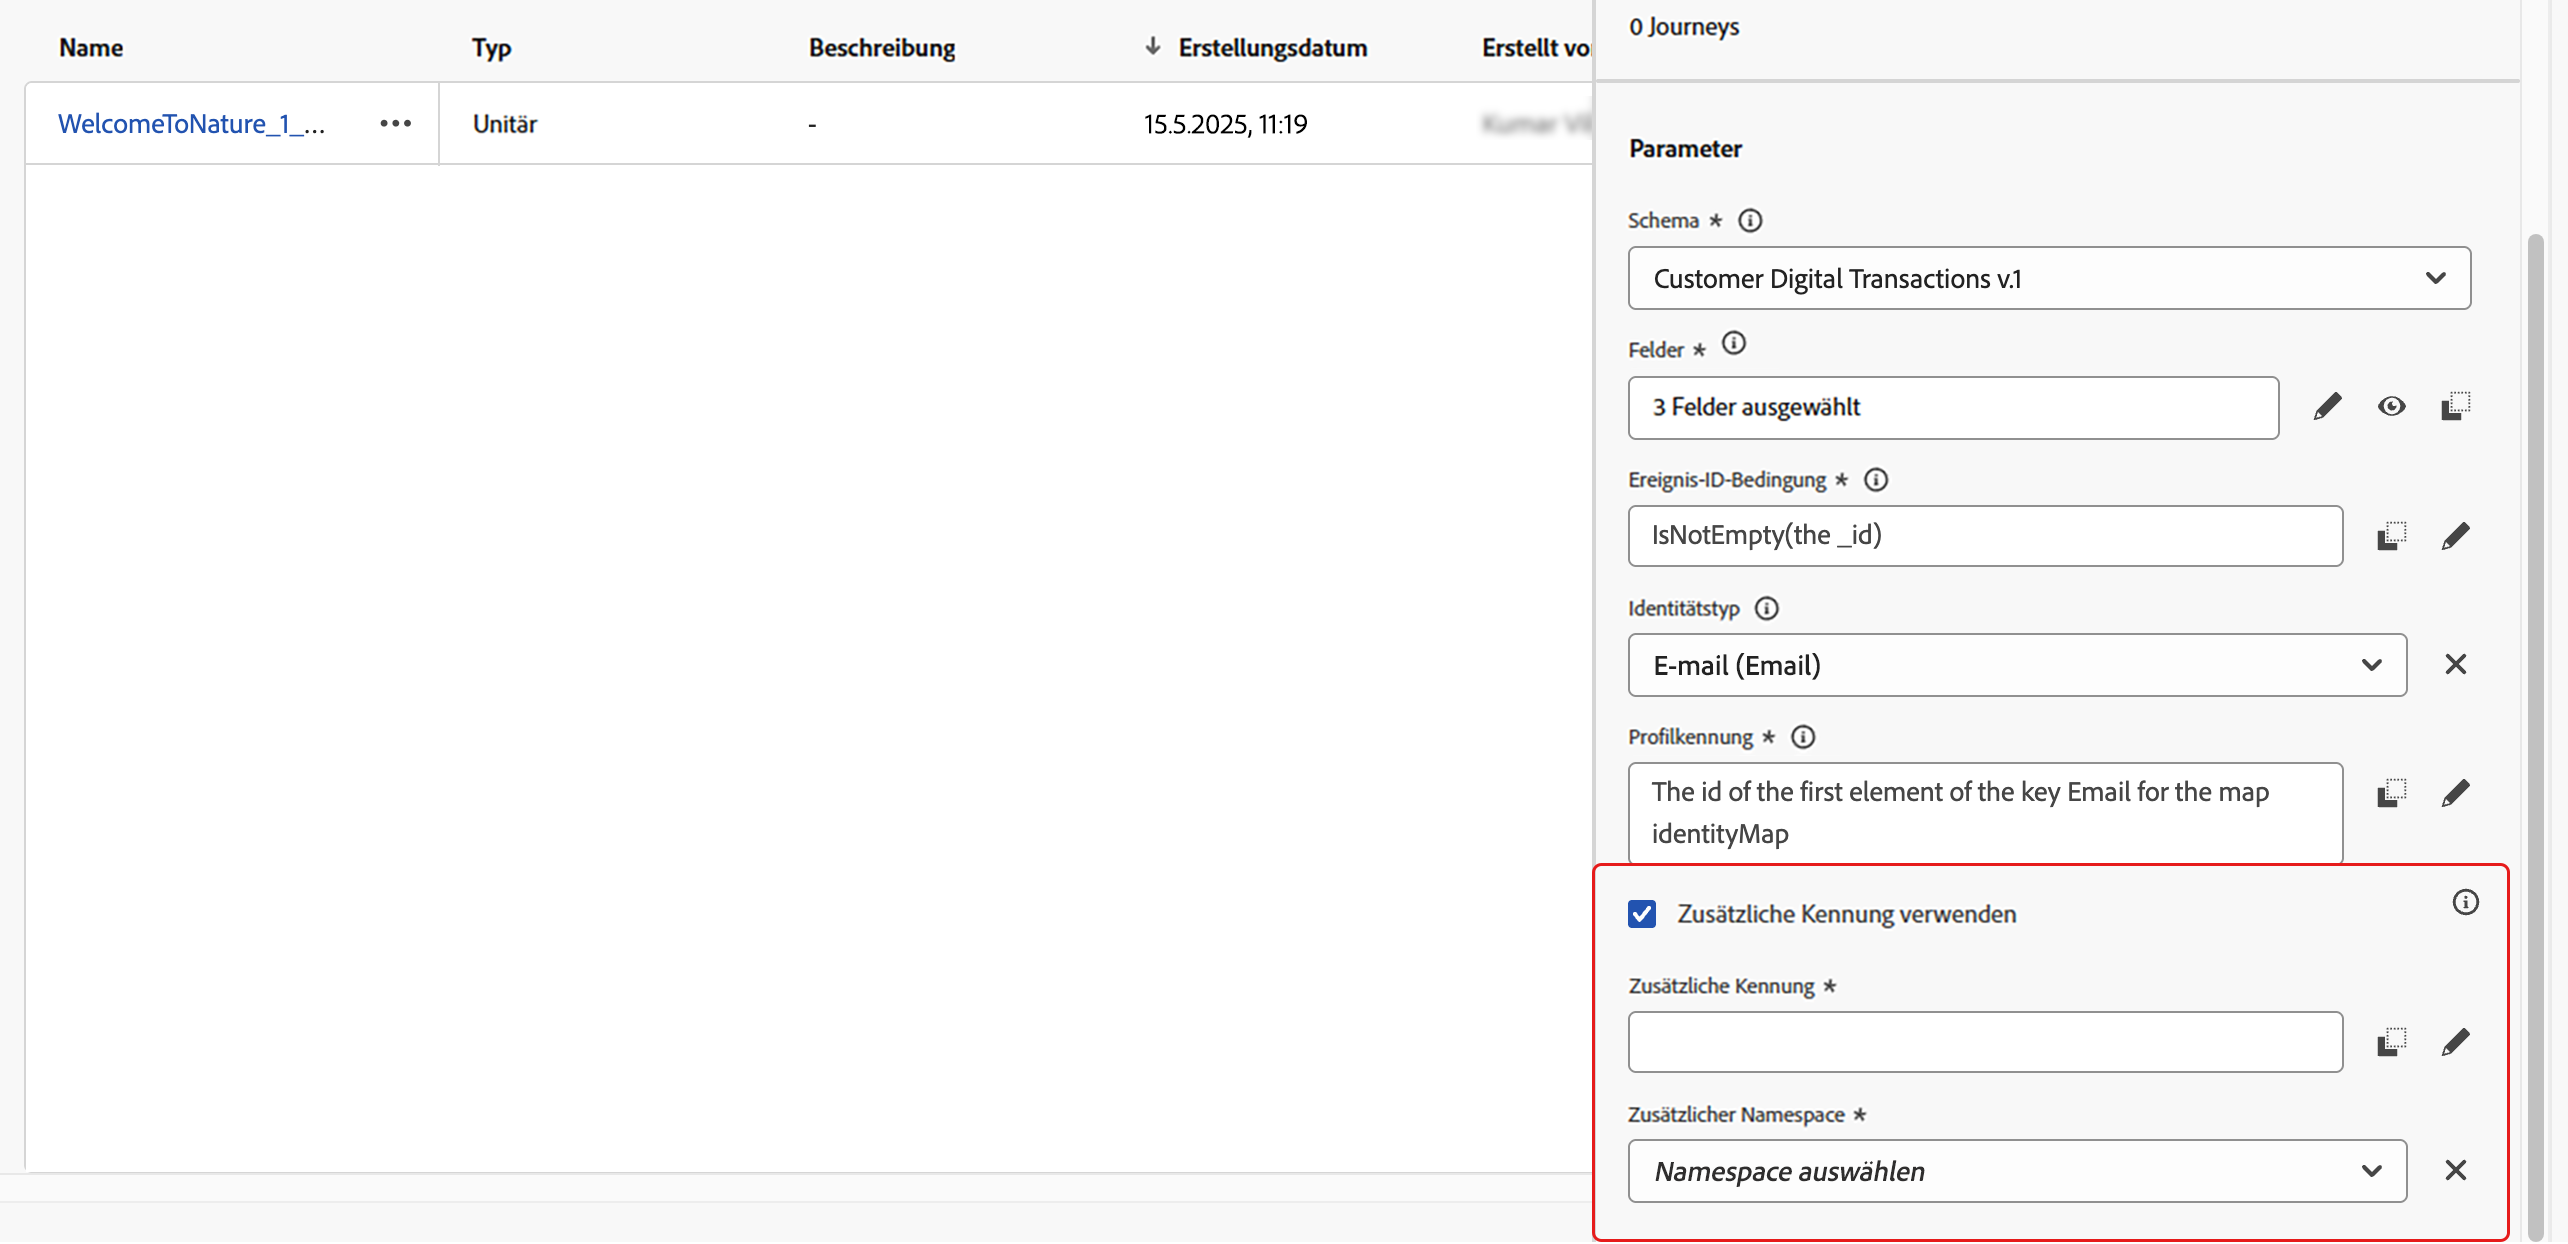 Name Typ Beschreibung Erstellungsdatum Erstellt
WelcomeToNature_1_... Unitär - 15.5.2025, 11:19
0 Journeys
Parameter
Schema *
Customer Digital Transactions v.1
Felder *
3 Felder ausgewählt
Ereignis-ID-Bedingung *
IsNotEmpty(the _id)
Identitätstyp
E-mail (Email)
Profilkennung *
The id of the first element of the key Email for the map
identityMap
Zusätzliche Kennung verwenden
Zusätzliche Kennung *
Zusätzlicher Namespace *
Namespace auswählen